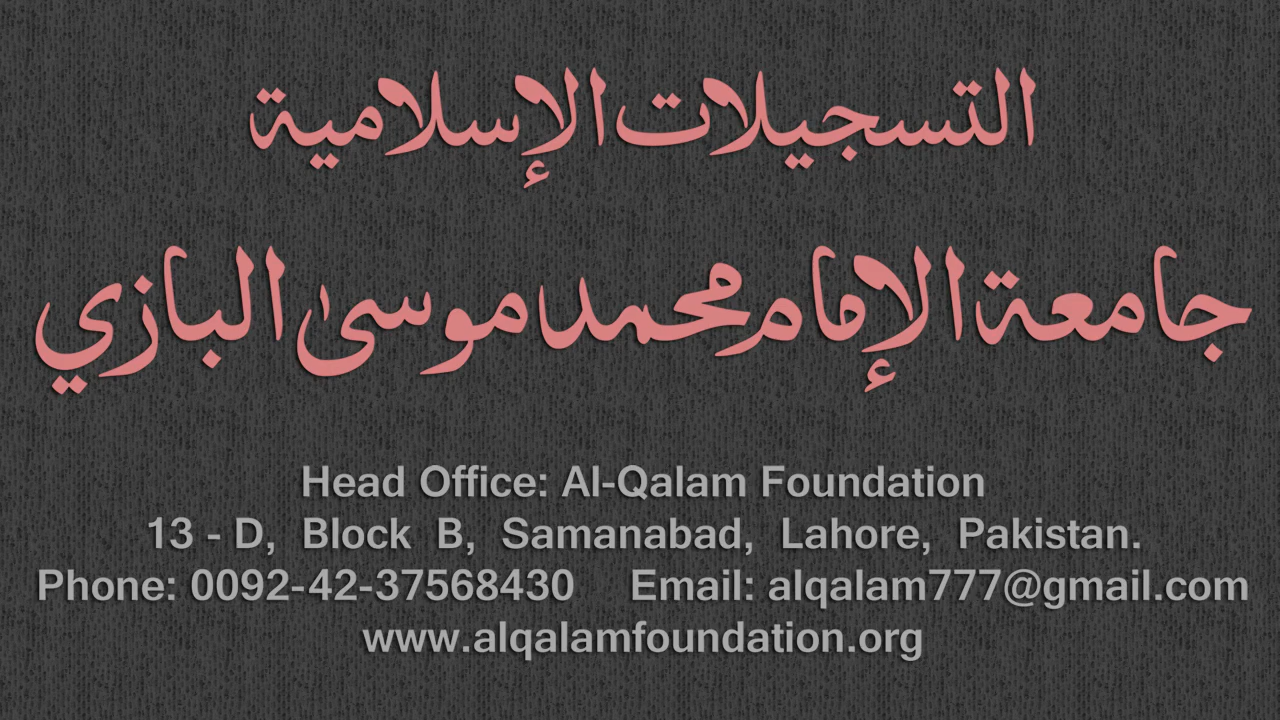 التسجيلات الإسلامية
جامعة الإمام محمد موسىٰ البازي
Head Office: Al-Qalam Foundation
13 - D, Block B, Samanabad, Lahore, Pakistan.
Phone: 0092-42-37568430 Email: alqalam777@gmail.com
www.alqalamfoundation.org